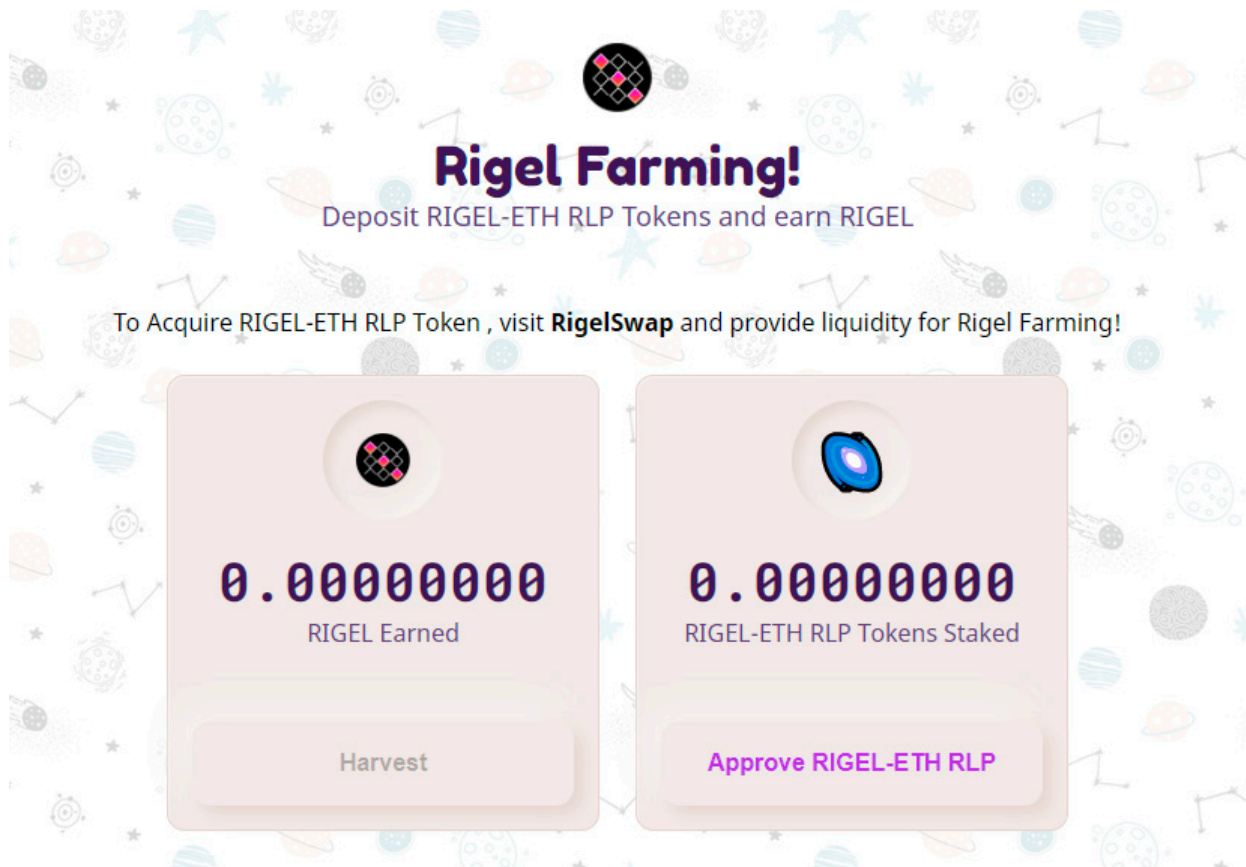 Rigel Farming!
Deposit RIGEL-ETH RLP Tokens and earn RIGEL
To Acquire RIGEL-ETH RLP Token , visit RigelSwap and provide liquidity for Rigel Farming!
0.00000000
RIGEL Earned
Harvest
0.00000000
RIGEL-ETH RLP Tokens Staked
Approve RIGEL-ETH RLP